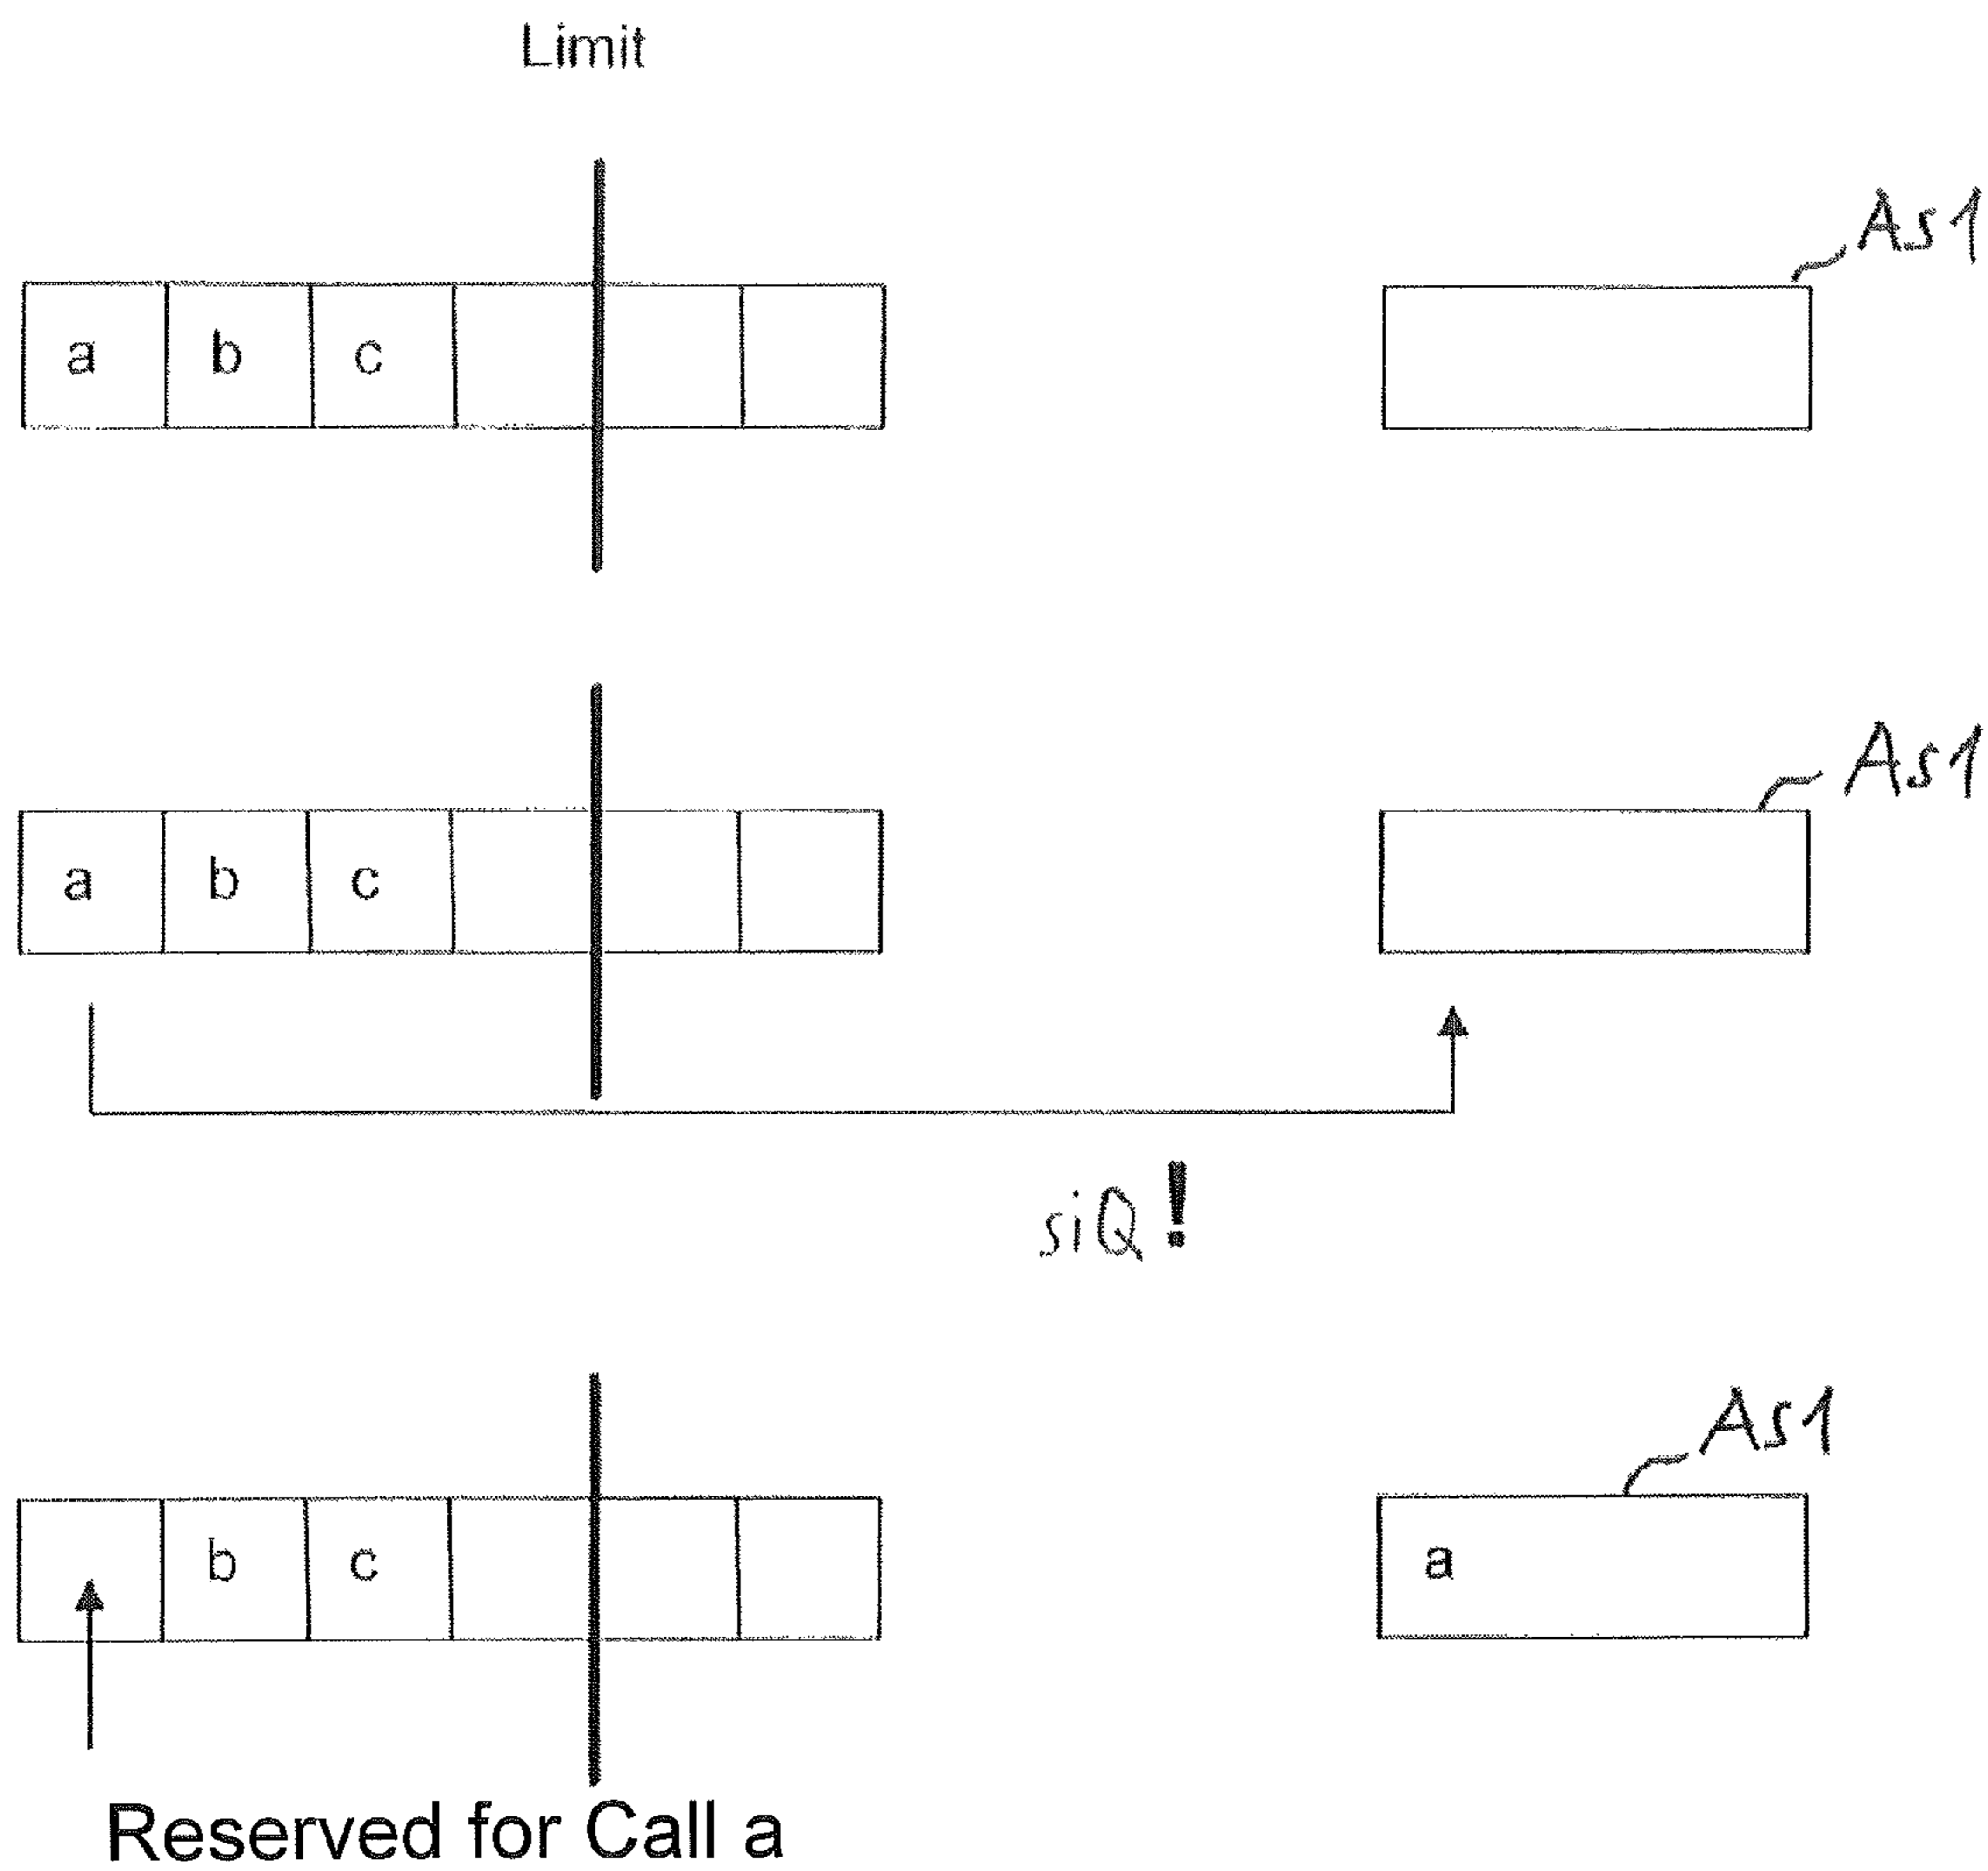 Limit
As1
a b c
As1
a b c
siQ!
As1
b c
a
Reserved for Call a